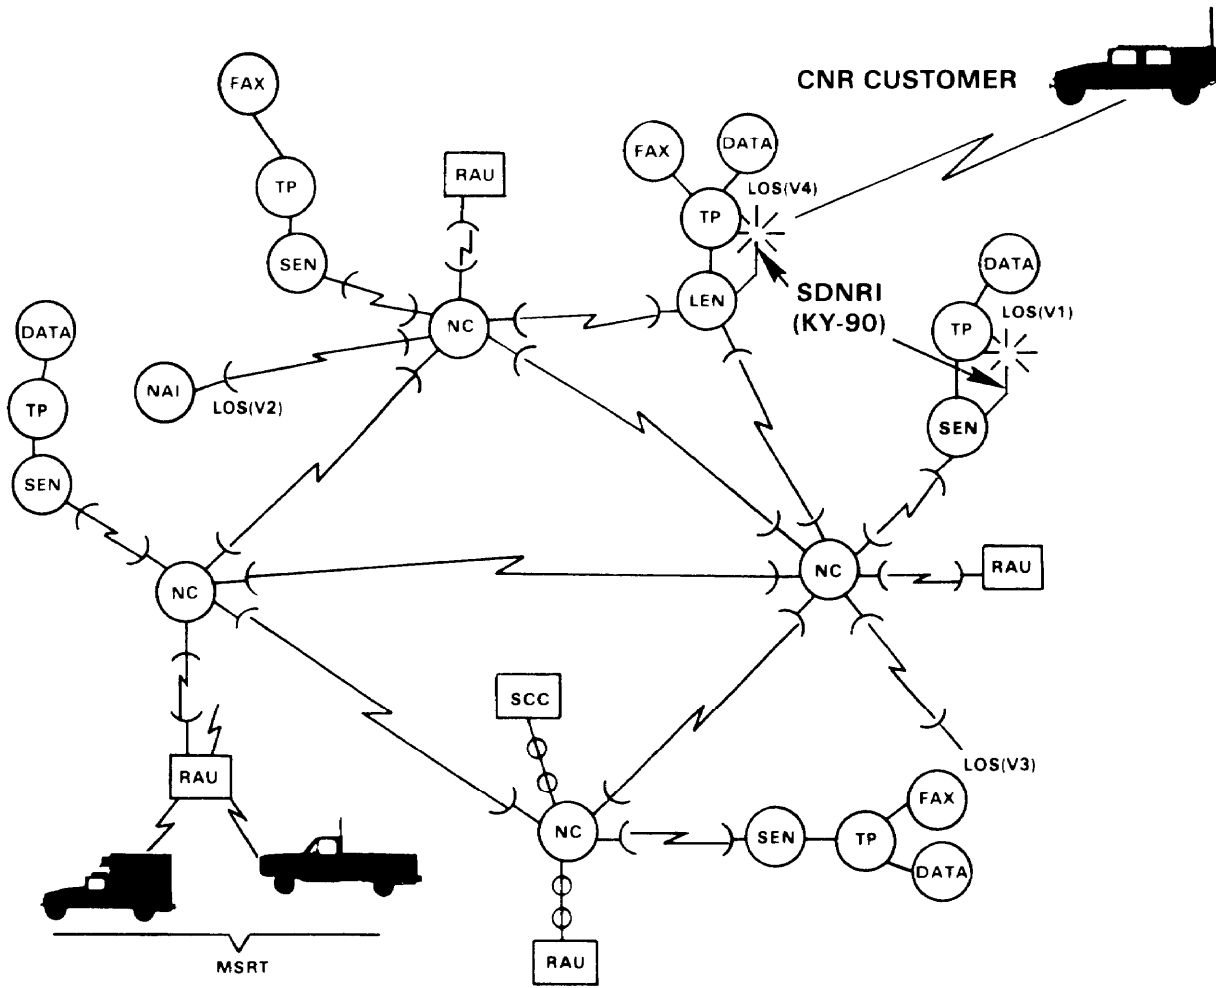 CNR CUSTOMER
FAX
FAX
DATA
TP
RAU
LOS(V4)
TP
SEN
DATA
LEN
SDNRI
(KY-90)
LOS(V1)
NC
TP
DATA
NAI
LOS(V2)
TP
SEN
SEN
NC
NC
RAU
SCC
RAU
LOS(V3)
FAX
NC
SEN
TP
DATA
RAU
MSRT